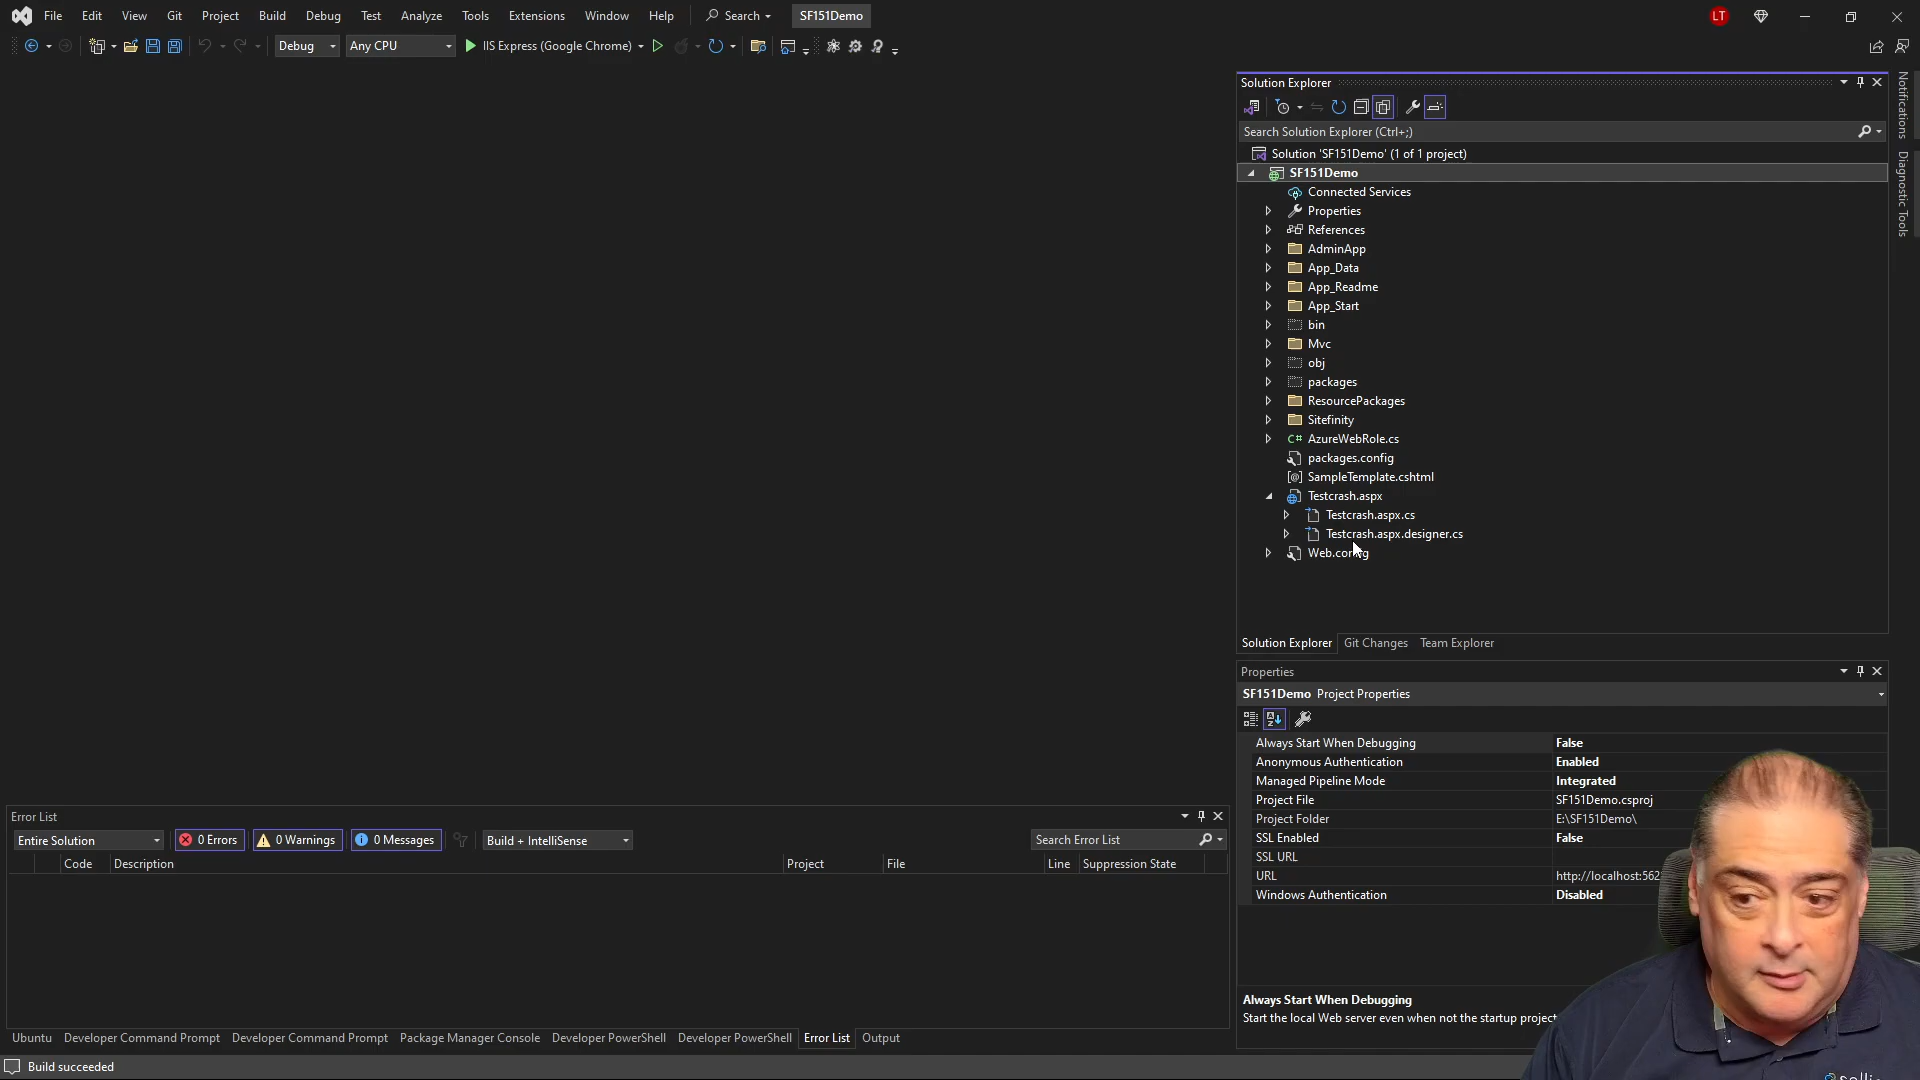 File Edit View Git Project Build Debug Test Analyze Tools Extensions Window Help Search SF151Demo LT
Debug Any CPU IIS Express (Google Chrome)
Solution Explorer
Search Solution Explorer (Ctrl+;)
Solution 'SF151Demo' (1 of 1 project)
SF151Demo
Connected Services
Properties
References
AdminApp
App_Data
App_Readme
App_Start
bin
Mvc
obj
packages
ResourcePackages
Sitefinity
C# AzureWebRole.cs
packages.config
SampleTemplate.cshtml
Testcrash.aspx
Testcrash.aspx.cs
Testcrash.aspx.designer.cs
Web.config
Notifications
Diagnostic Tools
Solution Explorer Git Changes Team Explorer
Properties
SF151Demo Project Properties
Always Start When Debugging False
Anonymous Authentication Enabled
Managed Pipeline Mode Integrated
Project File SF151Demo.csproj
Project Folder E:\SF151Demo\
SSL Enabled False
SSL URL
URL http://localhost:562
Windows Authentication Disabled
Always Start When Debugging
Start the local Web server even when not the startup project
Error List
Entire Solution 0 Errors 0 Warnings 0 Messages Build + IntelliSense Search Error List
Code Description Project File Line Suppression State
Ubuntu Developer Command Prompt Developer Command Prompt Package Manager Console Developer PowerShell Developer PowerShell Error List Output
Build succeeded